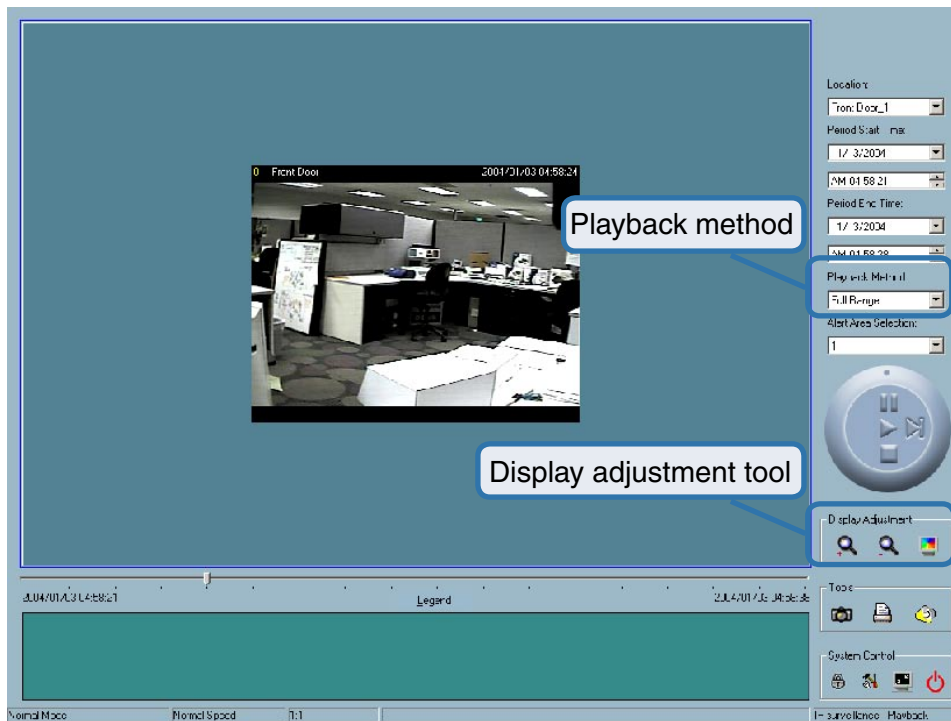 Location:
Front Door_1
Period Start
1/ 3/2004
0 Front Door 2004/01/03 04:58:24
AM 04:58:21
Period End Time:
Playback method
1/ 3/2004
Playback Method
Full Range
Alert Area Selection:
1
Display adjustment tool
Display Adjustment
2004/01/03 04:58:21
Legend
Tools
System Control
Normal Mode
Normal Speed
1:1
Playback